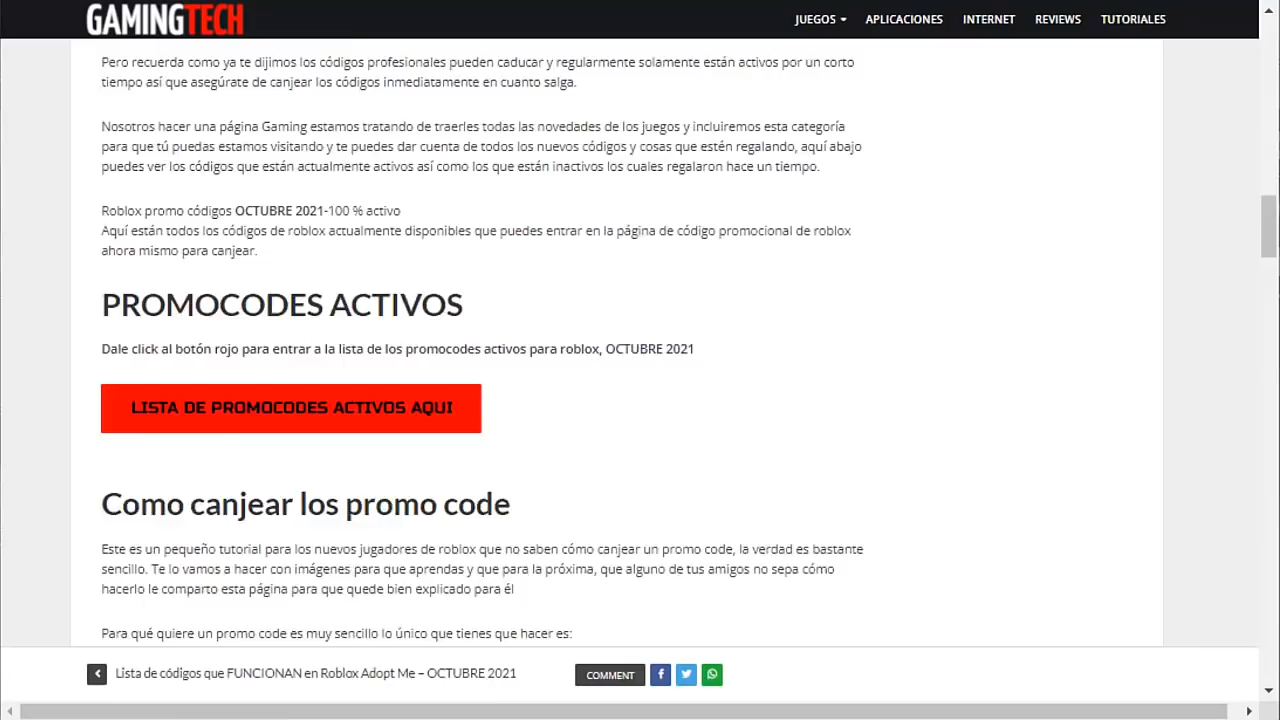 GAMINGTECH
JUEGOS APLICACIONES INTERNET REVIEWS TUTORIALES
Pero recuerda como ya te dijimos los códigos profesionales pueden caducar y regularmente solamente están activos por un corto
tiempo así que asegúrate de canjear los códigos inmediatamente en cuanto salga.
Nosotros hacer una página Gaming estamos tratando de traerles todas las novedades de los juegos y incluiremos esta categoría
para que tú puedas estamos visitando y te puedes dar cuenta de todos los nuevos códigos y cosas que estén regalando, aquí abajo
puedes ver los códigos que están actualmente activos así como los que están inactivos los cuales regalaron hace un tiempo.
Roblox promo códigos OCTUBRE 2021-100 % activo
Aquí están todos los códigos de roblox actualmente disponibles que puedes entrar en la página de código promocional de roblox
ahora mismo para canjear.
PROMOCODES ACTIVOS
Dale click al botón rojo para entrar a la lista de los promocodes activos para roblox, OCTUBRE 2021
LISTA DE PROMOCODES ACTIVOS AQUI
Como canjear los promo code
Este es un pequeño tutorial para los nuevos jugadores de roblox que no saben cómo canjear un promo code, la verdad es bastante
sencillo. Te lo vamos a hacer con imágenes para que aprendas y que para la próxima, que alguno de tus amigos no sepa cómo
hacerlo le comparto esta página para que quede bien explicado para él
Para qué quiere un promo code es muy sencillo lo único que tienes que hacer es:
Lista de códigos que FUNCIONAN en Roblox Adopt Me – OCTUBRE 2021
COMMENT